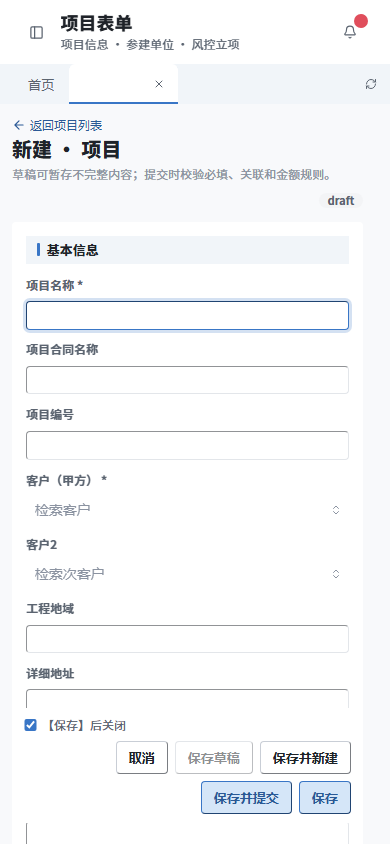 项目表单
项目信息 • 参建单位 • 风控立项
首页
返回项目列表
新建 • 项目
草稿可暂存不完整内容；提交时校验必填、关联和金额规则。
draft
基本信息
项目名称 *
项目合同名称
项目编号
客户（甲方） *
检索客户
客户2
检索次客户
工程地域
详细地址
【保存】后关闭
取消 保存草稿 保存并新建
保存并提交 保存